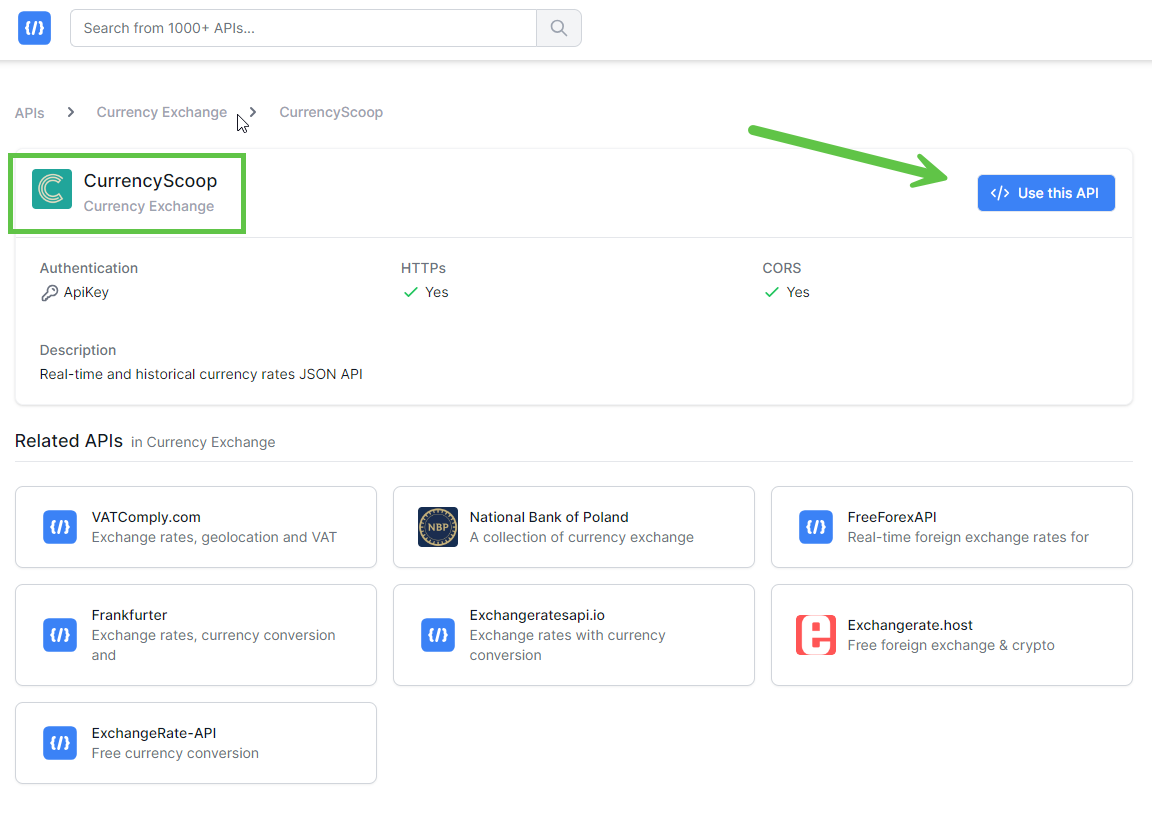 {/}
Search from 1000+ APIs...
APIs > Currency Exchange > CurrencyScoop
CurrencyScoop
Currency Exchange
</> Use this API
Authentication
HTTPs
CORS
ApiKey
Yes
Yes
Description
Real-time and historical currency rates JSON API
Related APIs in Currency Exchange
{/}
VATComply.com
Exchange rates, geolocation and VAT
NBP
National Bank of Poland
A collection of currency exchange
{/}
FreeForexAPI
Real-time foreign exchange rates for
{/}
Frankfurter
Exchange rates, currency conversion
and
{/}
Exchangeratesapi.io
Exchange rates with currency
conversion
Exchangerate.host
Free foreign exchange & crypto
{/}
ExchangeRate-API
Free currency conversion